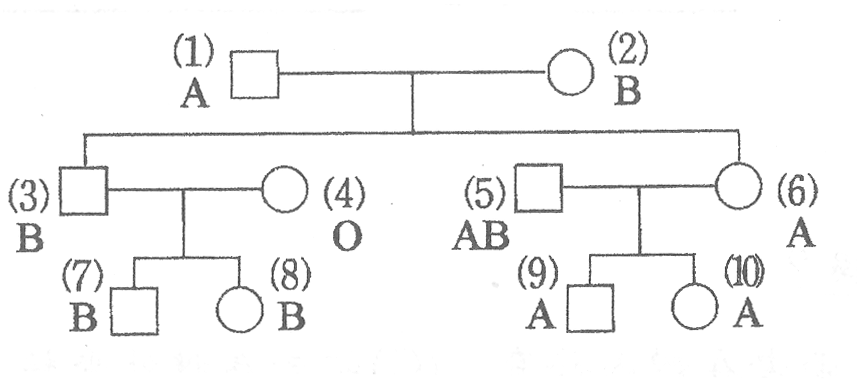 (1) (2)
A B
(3) (4) (5) (6)
B O AB A
(7) (8) (9) (10)
B B A A